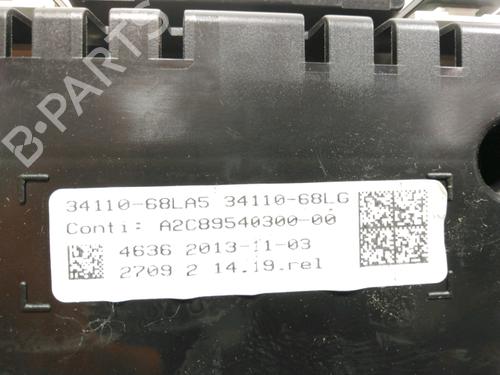 B-PARTS
34110-68LA5 34110-68LG
Conti: A2C89540300-00
4636 2013-11-03
2709 2 14.19.rel